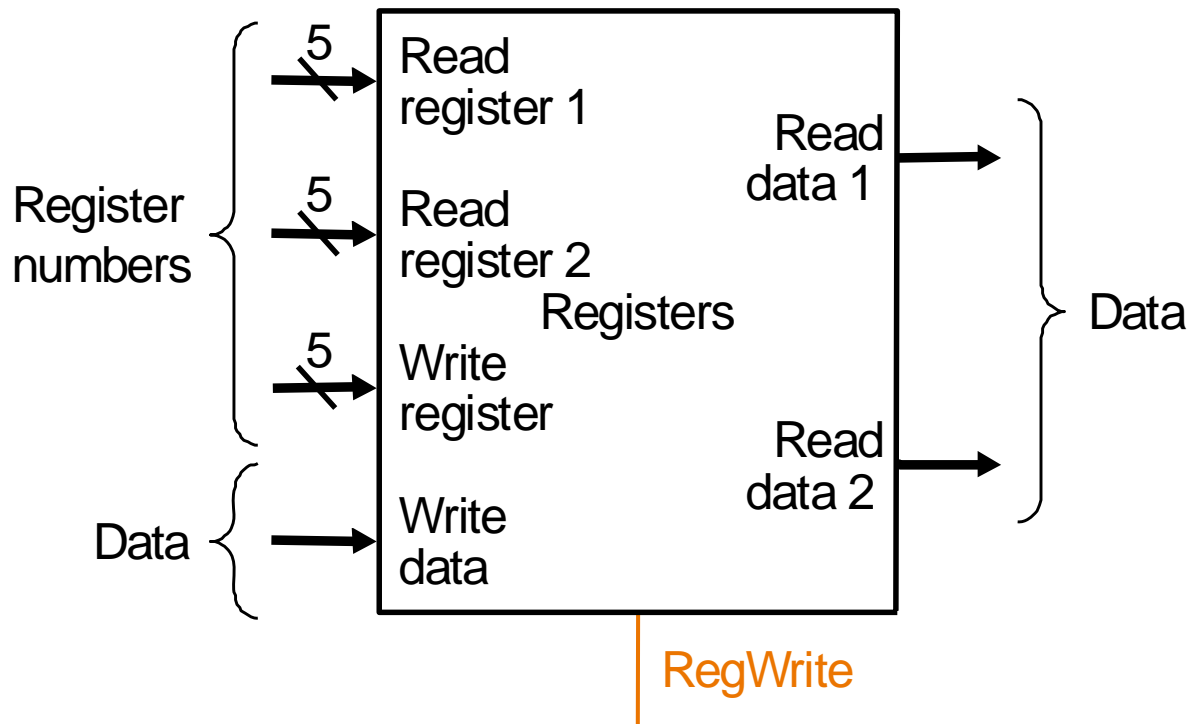 5
Read
register 1
5
Read
register 2
Register
numbers
Registers
5
Write
register
Data
Write
data
Read
data 1
Data
Read
data 2
RegWrite